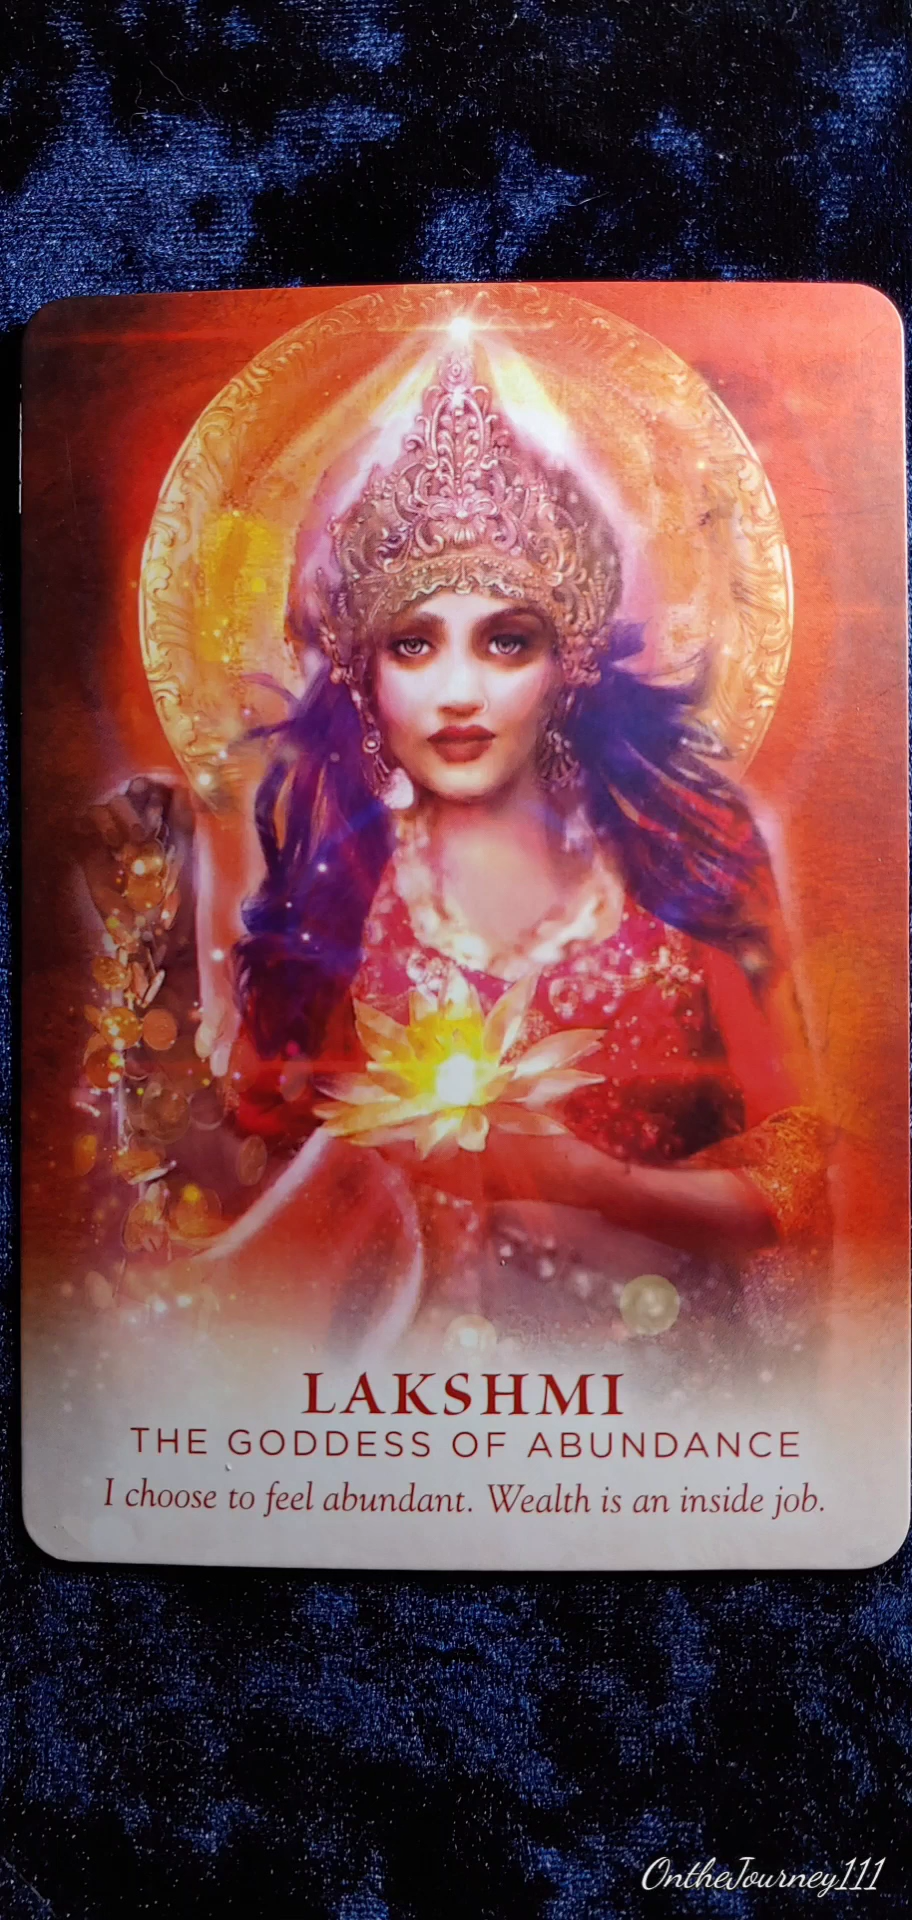 LAKSHMI
THE GODDESS OF ABUNDANCE
I choose to feel abundant. Wealth is an inside job.
OntheJourney111